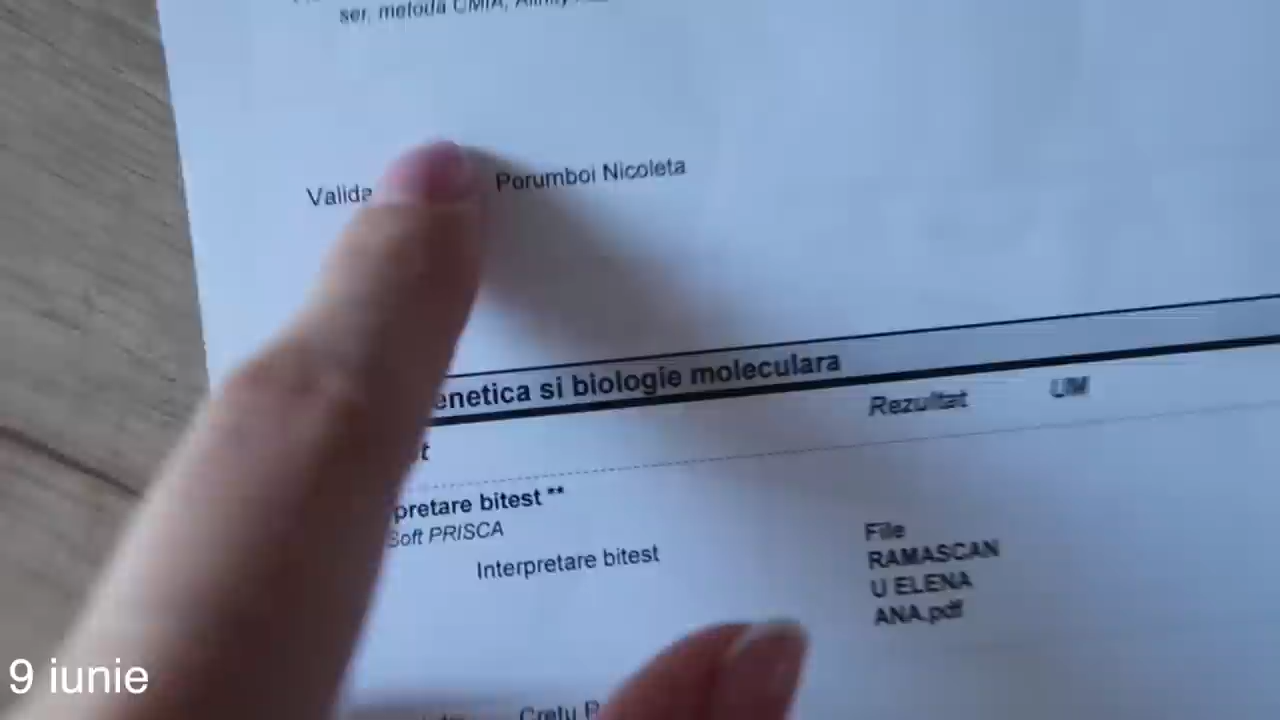 ser, metoda CMIA,
Valida Porumboi Nicoleta
enetica si biologie moleculara
t Rezultat UM
pretare bitest **
Soft PRISCA
Interpretare bitest
File
RAMASCAN
U ELENA
ANA.pdf
Cretu
9 iunie